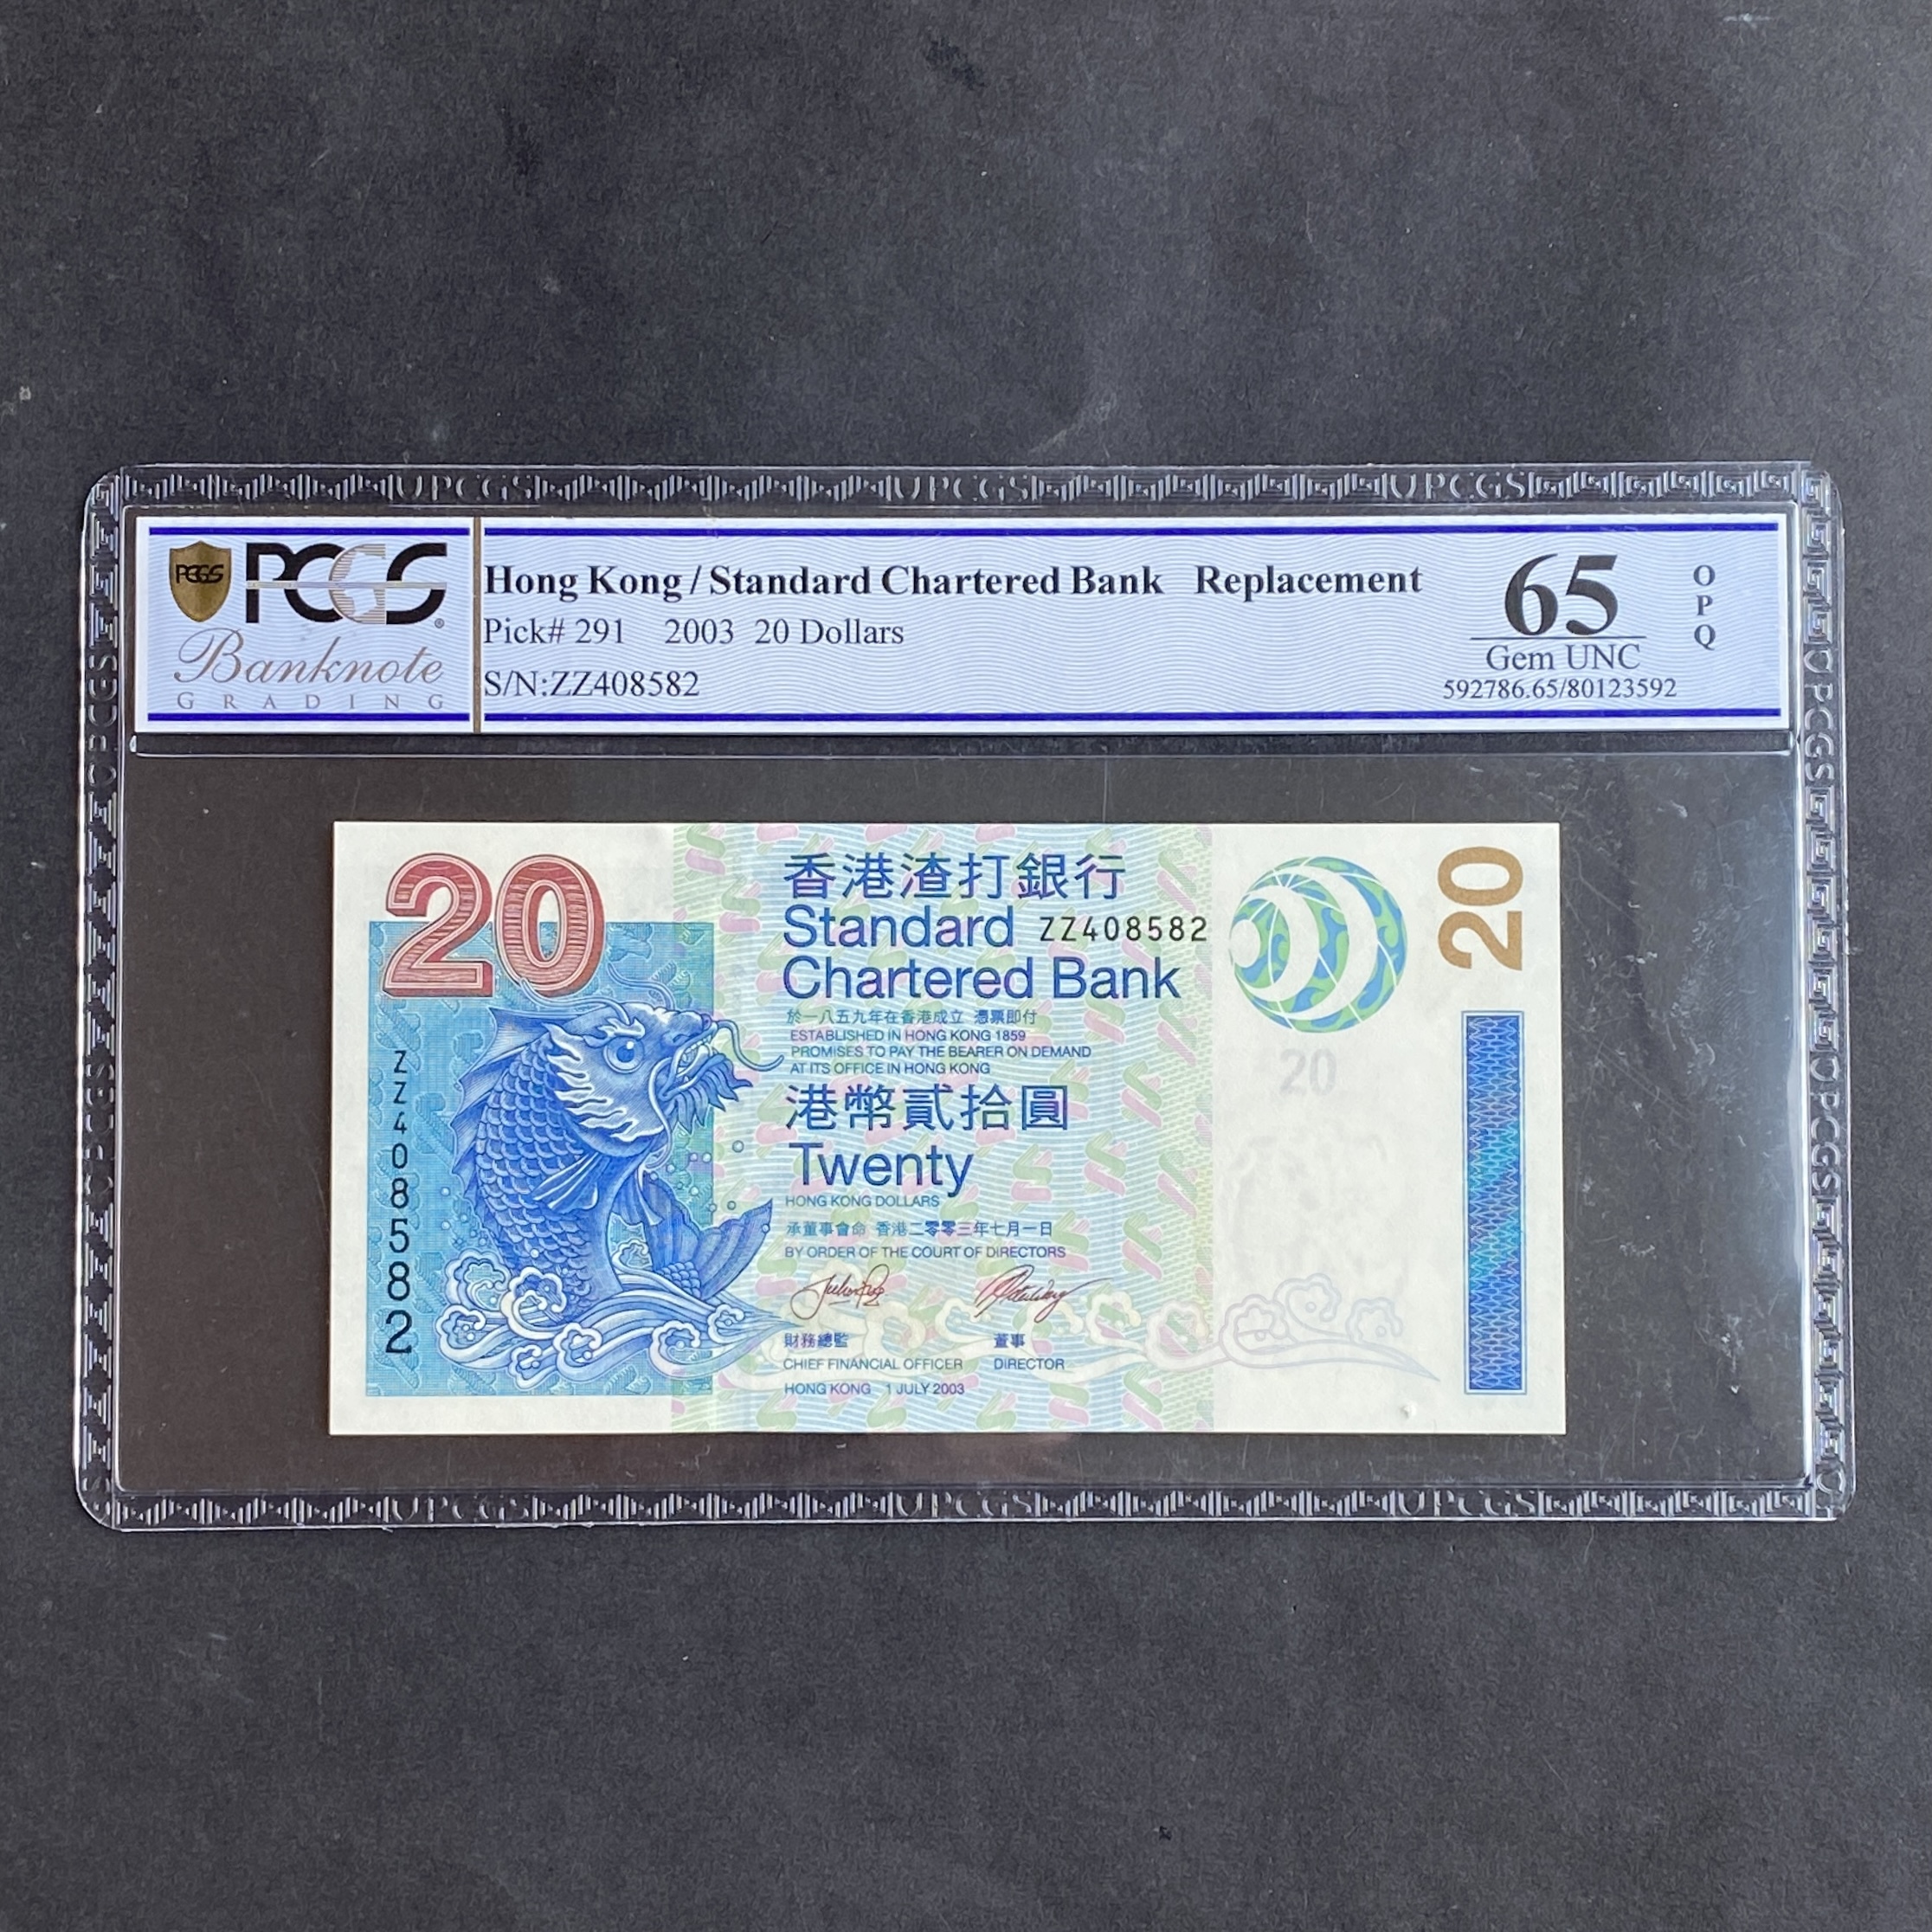 UPCGS UPCGS UPCGS
PCGS PCGS
Banknote
GRADING
Hong Kong / Standard Chartered Bank Replacement
Pick# 291 2003 20 Dollars
S/N:ZZ408582
65
OPQ
Gem UNC
592786.65/80123592
20
香港渣打銀行
Standard ZZ408582
Chartered Bank
於一八五九年在香港成立 憑票即付
ESTABLISHED IN HONG KONG 1859
PROMISES TO PAY THE BEARER ON DEMAND
AT ITS OFFICE IN HONG KONG
港幣貳拾圓
Twenty
HONG KONG DOLLARS
承董事會命 香港二零零三年七月一日
BY ORDER OF THE COURT OF DIRECTORS
財務總監 董事
CHIEF FINANCIAL OFFICER DIRECTOR
HONG KONG 1 JULY 2003
ZZ408582
20
20
UPCGS UPCGS UPCGS